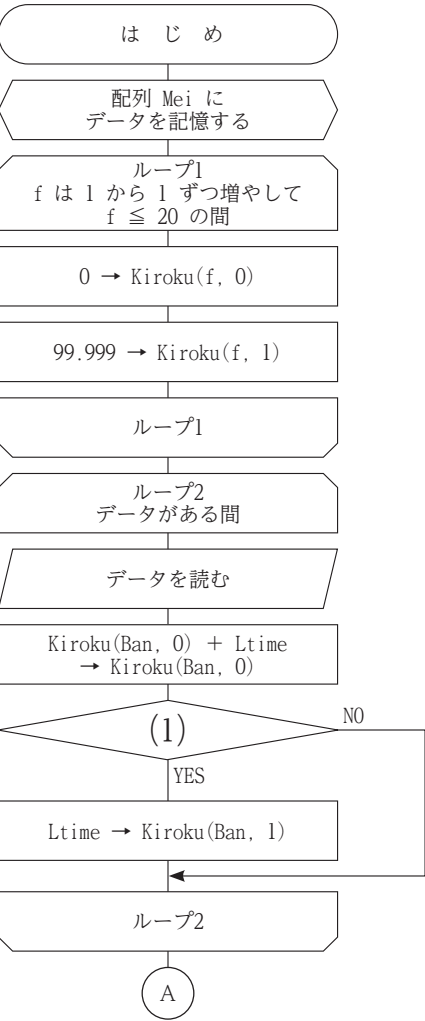 は じ め
配列 Mei に
データを記憶する
ループ1
f は 1 から 1 ずつ増やして
f ≦ 20 の間
0 → Kiroku(f, 0)
99.999 → Kiroku(f, 1)
ループ1
ループ2
データがある間
データを読む
Kiroku(Ban, 0) + Ltime
→ Kiroku(Ban, 0)
(1)
NO
YES
Ltime → Kiroku(Ban, 1)
ループ2
A